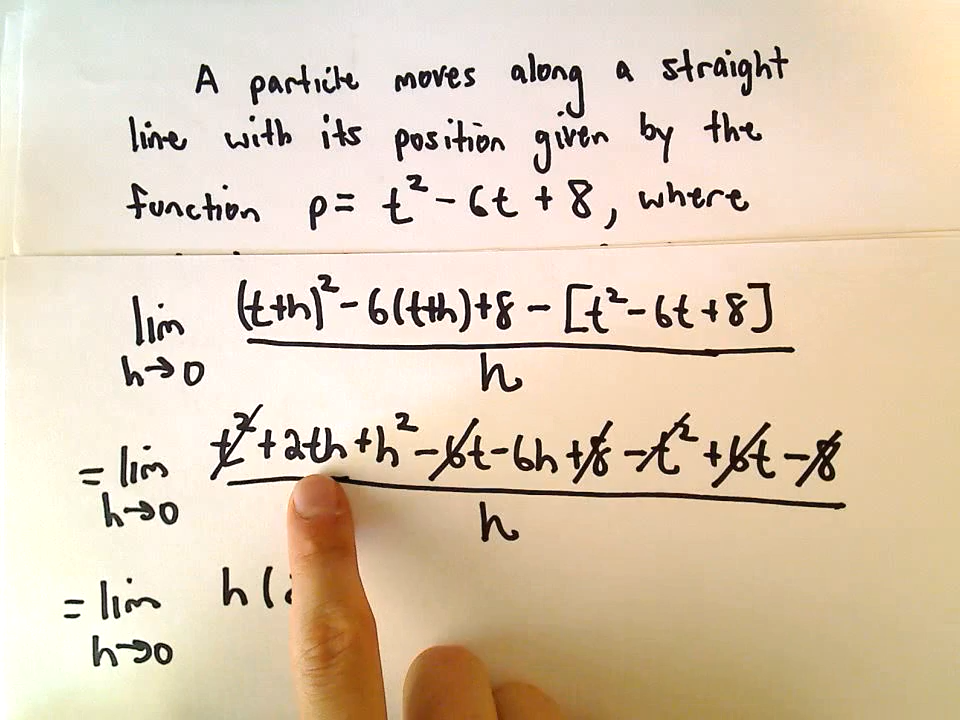 A particle moves along a straight
line with its position given by the
function p= t² - 6t + 8, where
lim h→0 (t+h)² - 6(t+h) + 8 - [t² - 6t + 8] / h
= lim h→0 t² + 2th + h² - 6t - 6h + 8 - t² + 6t - 8 / h
= lim h→0 h(